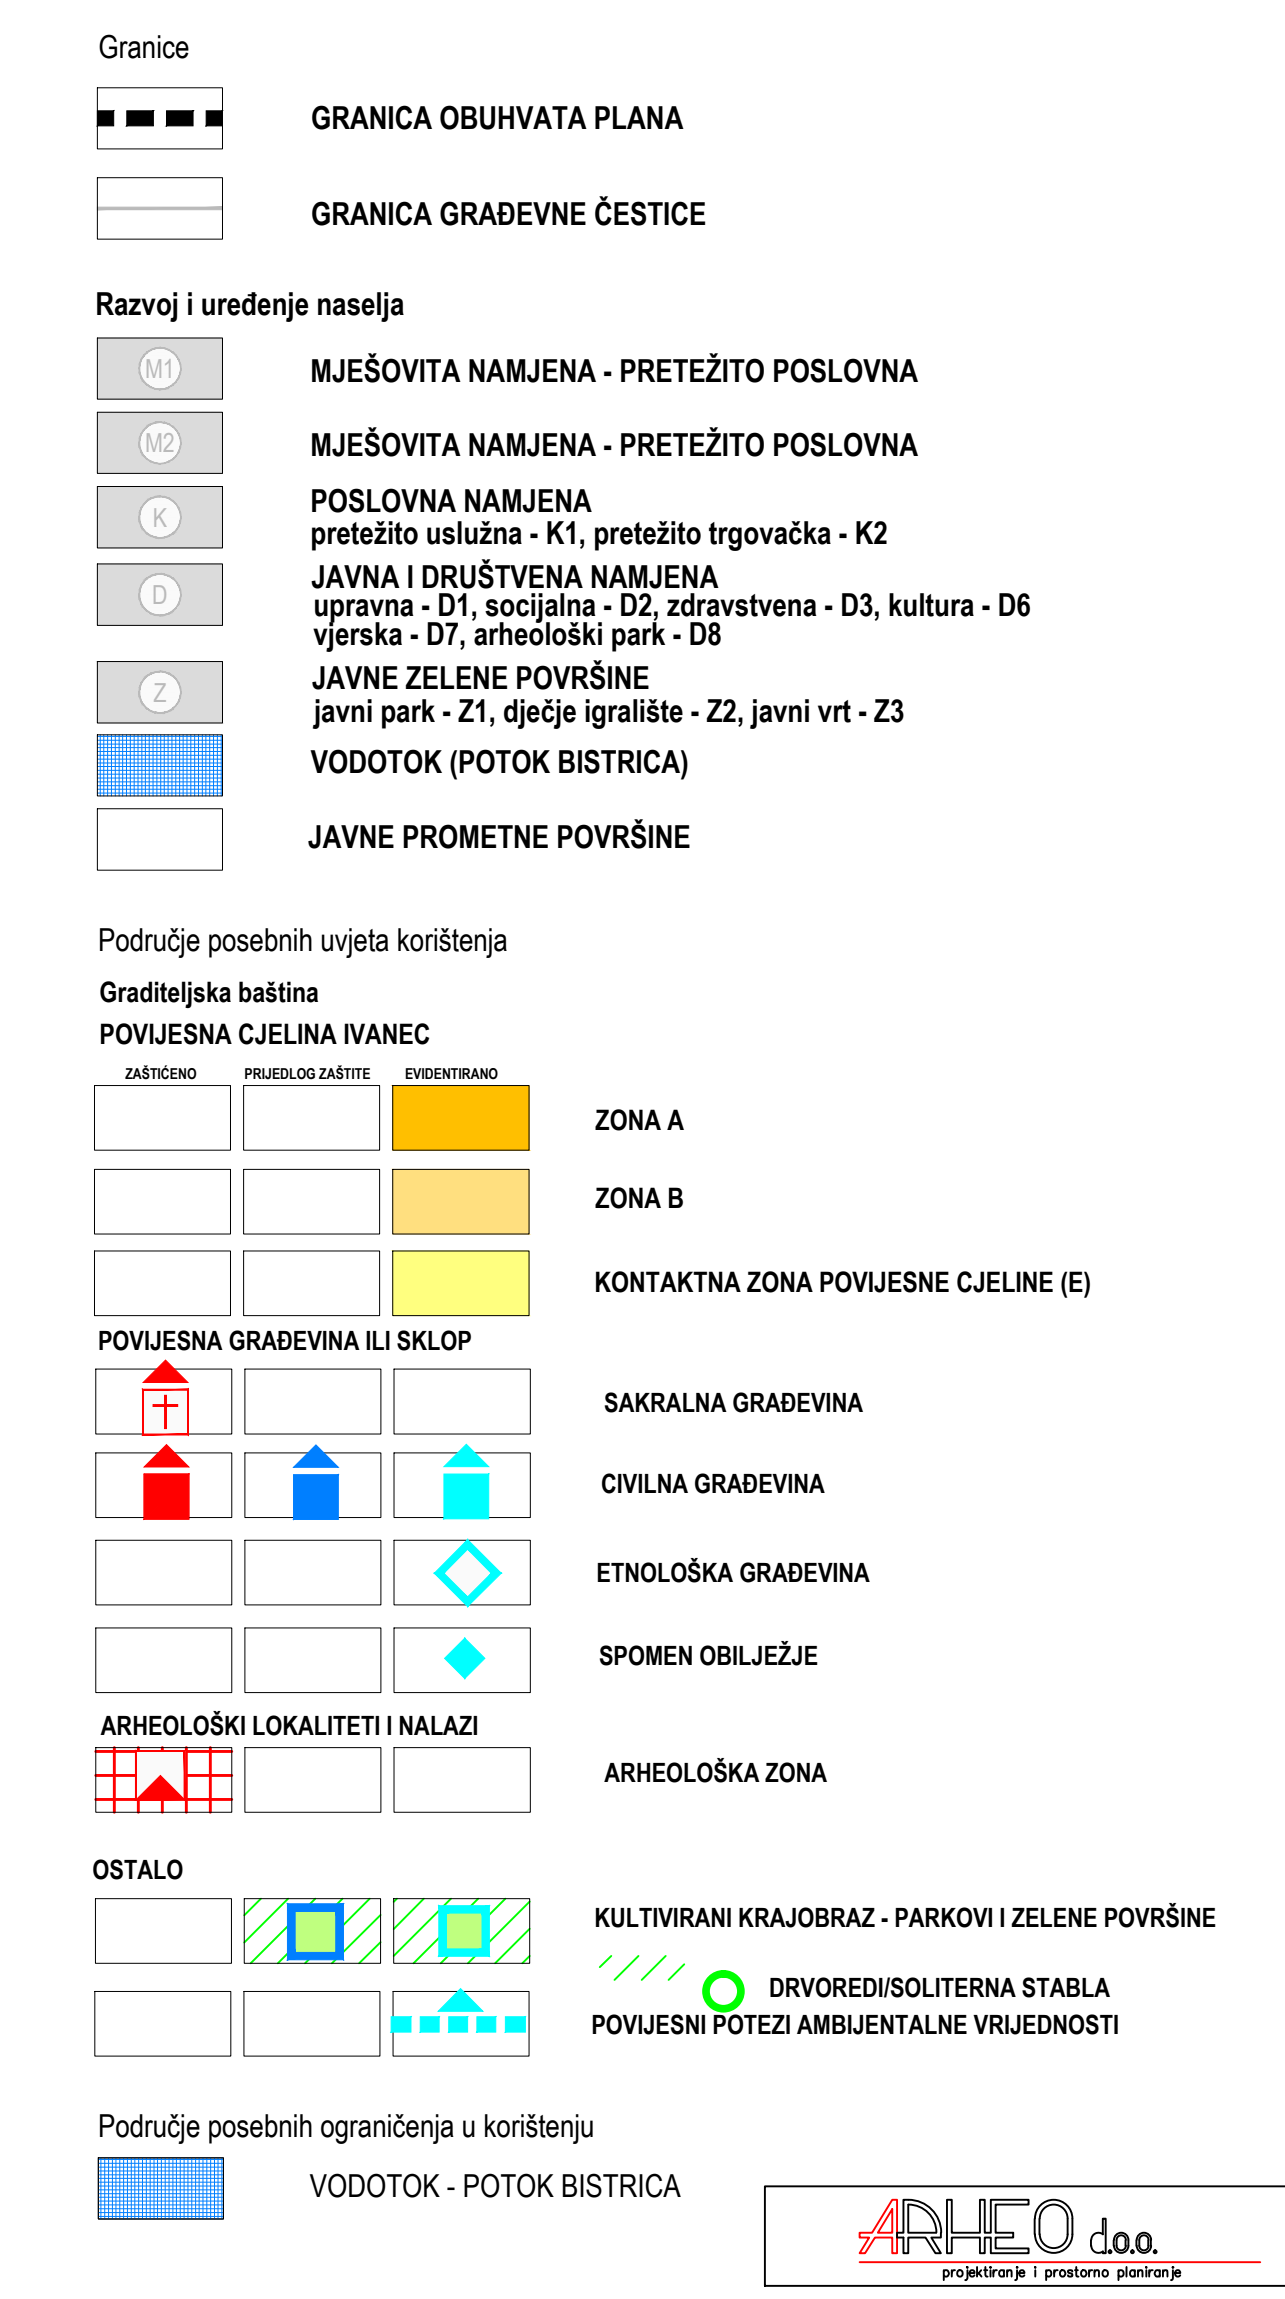 Granice
GRANICA OBUHVATA PLANA
GRANICA GRAĐEVNE ČESTICE
Razvoj i uređenje naselja
M1 MJEŠOVITA NAMJENA - PRETEŽITO POSLOVNA
M2 MJEŠOVITA NAMJENA - PRETEŽITO POSLOVNA
K POSLOVNA NAMJENA
pretežito uslužna - K1, pretežito trgovačka - K2
D JAVNA I DRUŠTVENA NAMJENA
upravna - D1, socijalna - D2, zdravstvena - D3, kultura - D6
vjerska - D7, arheološki park - D8
Z JAVNE ZELENE POVRŠINE
javni park - Z1, dječje igralište - Z2, javni vrt - Z3
VODOTOK (POTOK BISTRICA)
JAVNE PROMETNE POVRŠINE
Područje posebnih uvjeta korištenja
Graditeljska baština
POVIJESNA CJELINA IVANEC
ZAŠTIĆENO PRIJEDLOG ZAŠTITE EVIDENTIRANO
ZONA A
ZONA B
KONTAKTNA ZONA POVIJESNE CJELINE (E)
POVIJESNA GRAĐEVINA ILI SKLOP
SAKRALNA GRAĐEVINA
CIVILNA GRAĐEVINA
ETNOLOŠKA GRAĐEVINA
SPOMEN OBILJEŽJE
ARHEOLOŠKI LOKALITETI I NALAZI
ARHEOLOŠKA ZONA
OSTALO
KULTIVIRANI KRAJOBRAZ - PARKOVI I ZELENE POVRŠINE
DRVOREDI/SOLITERNA STABLA
POVIJESNI POTEZI AMBIJENTALNE VRIJEDNOSTI
Područje posebnih ograničenja u korištenju
VODOTOK - POTOK BISTRICA
ARHEO d.o.o.
projektiranje i prostorno planiranje